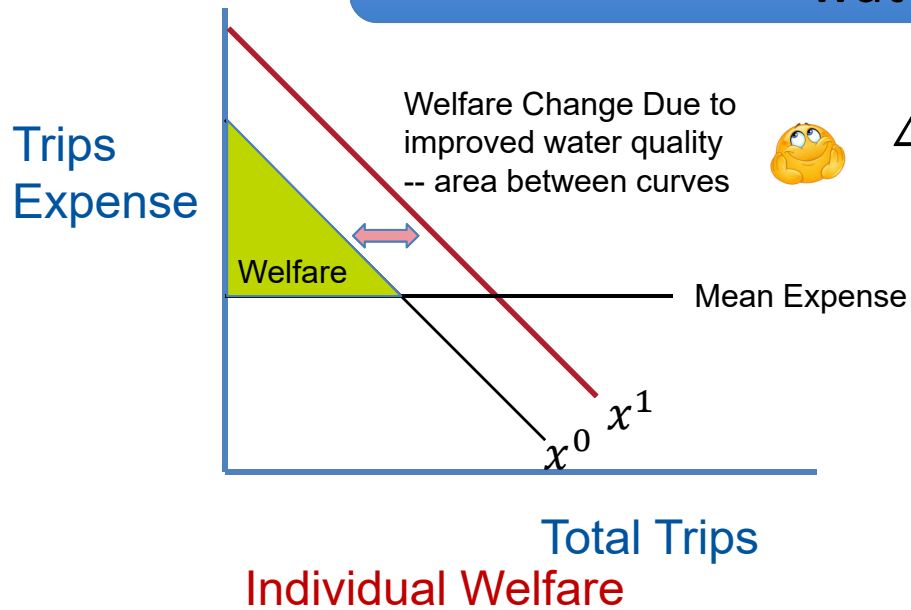 Trips
Expense
Welfare Change Due to
improved water quality
-- area between curves
Welfare
Mean Expense
x¹
x⁰
Total Trips
Individual Welfare